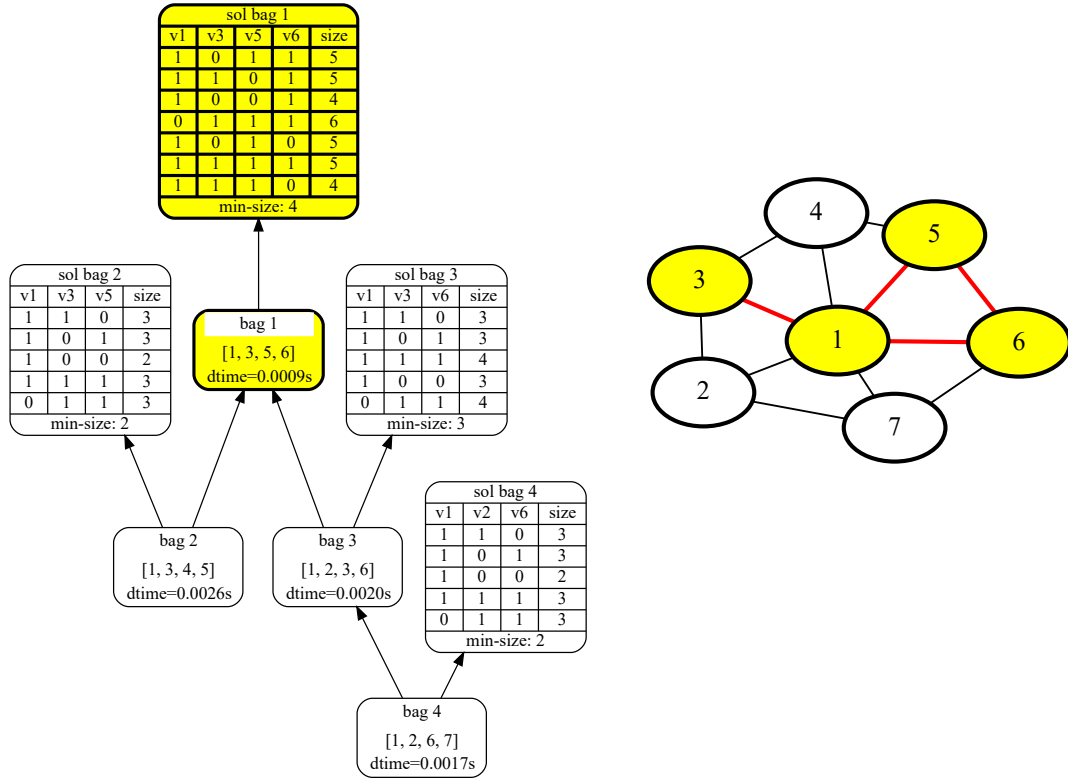 sol bag 1
v1 v3 v5 v6 size
1 0 1 1 5
1 1 0 1 5
1 0 0 1 4
0 1 1 1 6
1 0 1 0 5
1 1 1 1 5
1 1 1 0 4
min-size: 4
sol bag 2
v1 v3 v5 size
1 1 0 3
1 0 1 3
1 0 0 2
1 1 1 3
0 1 1 3
min-size: 2
bag 1
[1, 3, 5, 6]
dtime=0.0009s
sol bag 3
v1 v3 v6 size
1 1 0 3
1 0 1 3
1 1 1 4
1 0 0 3
0 1 1 4
min-size: 3
bag 2
[1, 3, 4, 5]
dtime=0.0026s
bag 3
[1, 2, 3, 6]
dtime=0.0020s
sol bag 4
v1 v2 v6 size
1 1 0 3
1 0 1 3
1 0 0 2
1 1 1 3
0 1 1 3
min-size: 2
bag 4
[1, 2, 6, 7]
dtime=0.0017s
4
5
3
1
6
2
7